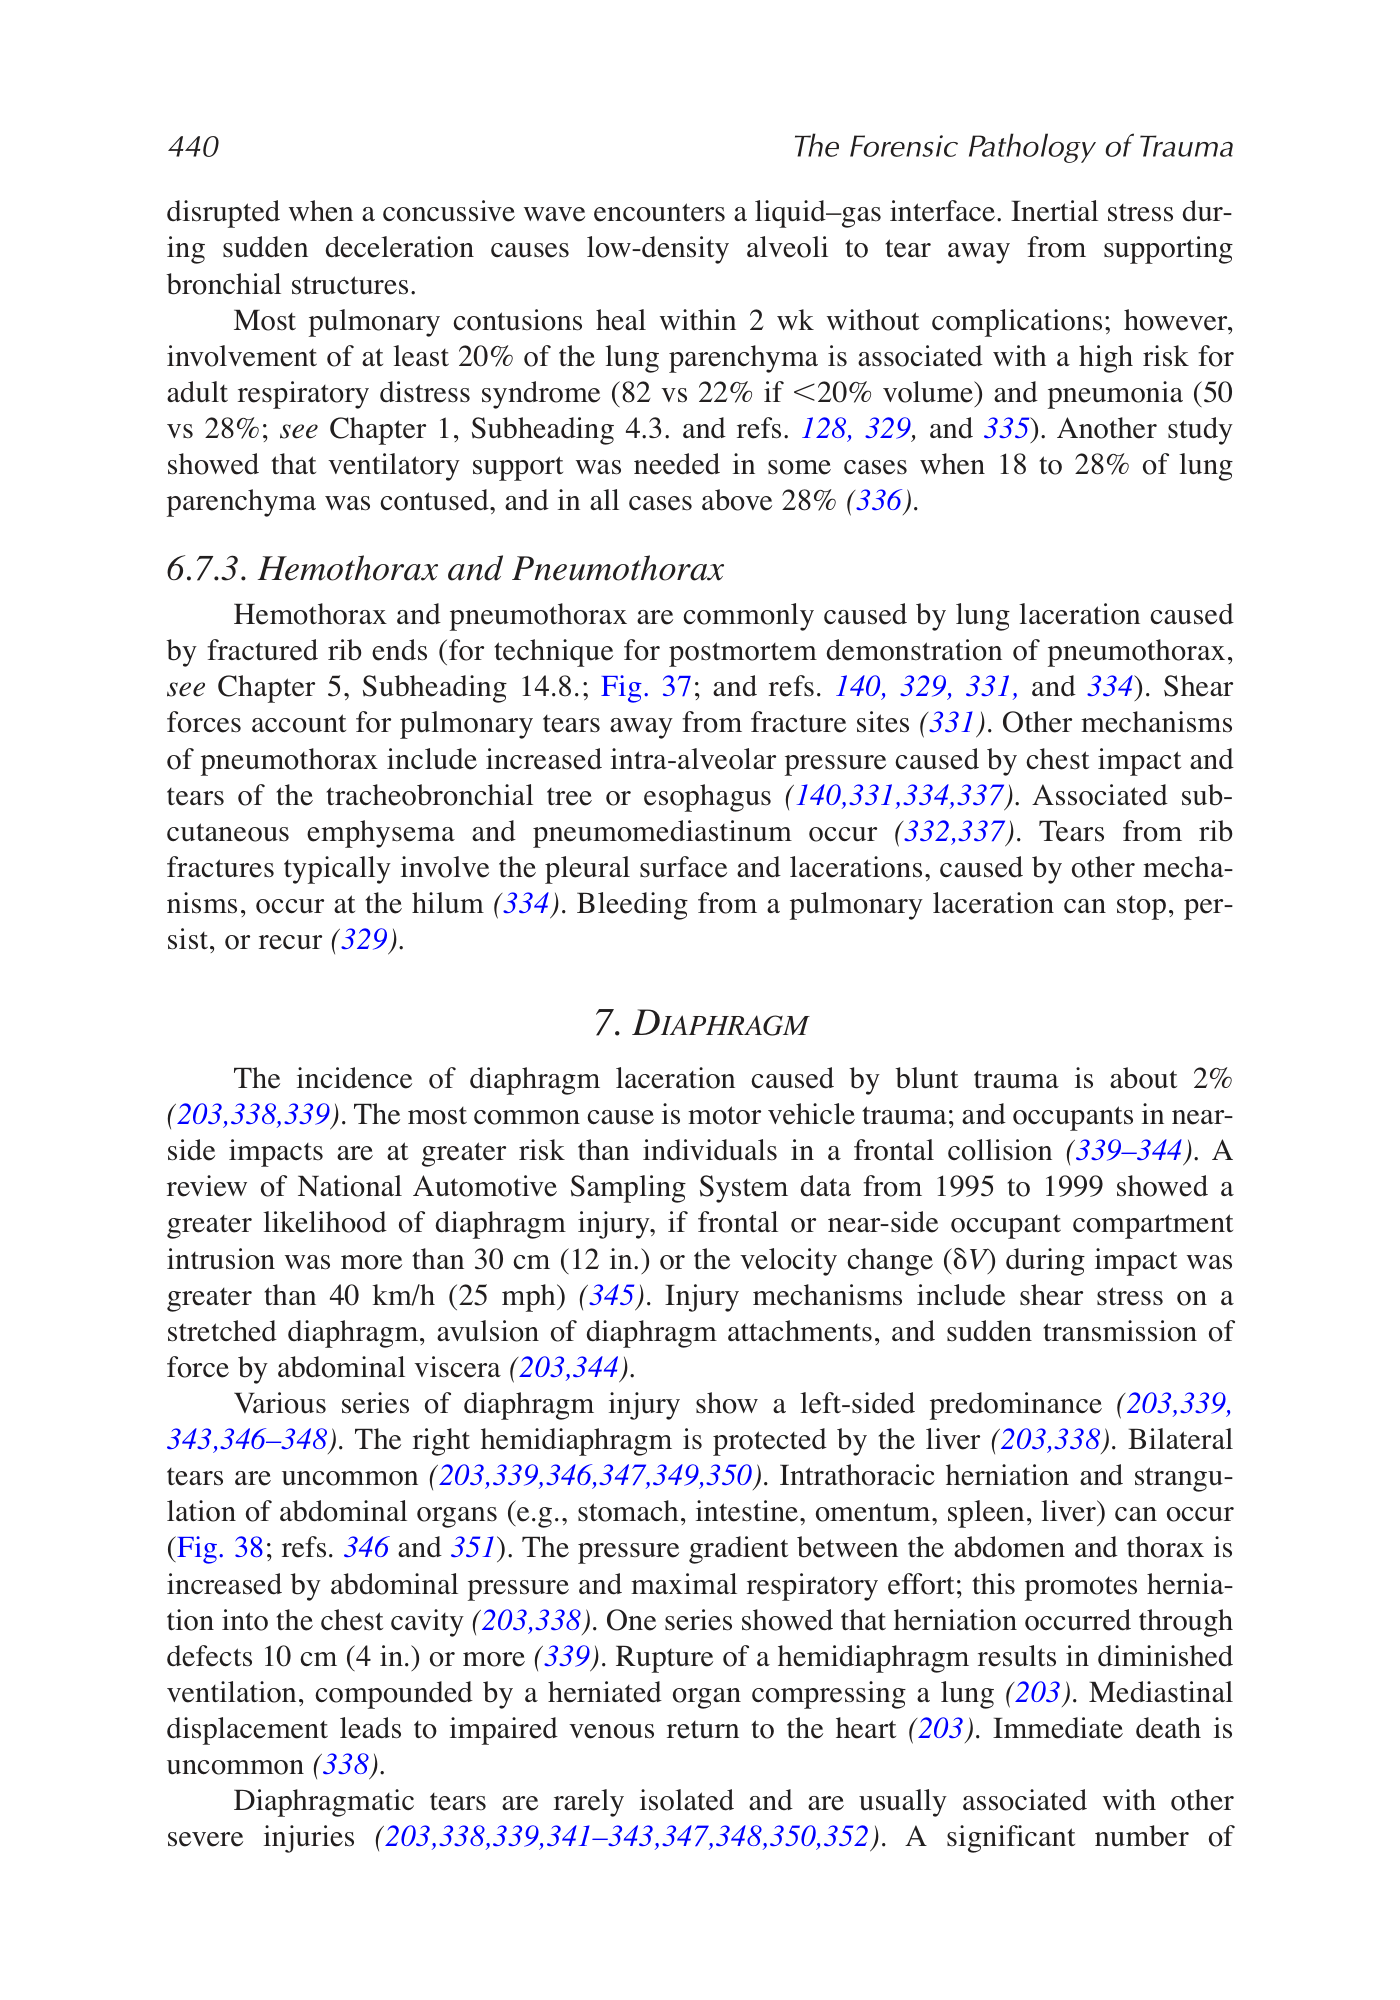 440 The Forensic Pathology of Trauma
disrupted when a concussive wave encounters a liquid–gas interface. Inertial stress dur-
ing sudden deceleration causes low-density alveoli to tear away from supporting
bronchial structures.
Most pulmonary contusions heal within 2 wk without complications; however,
involvement of at least 20% of the lung parenchyma is associated with a high risk for
adult respiratory distress syndrome (82 vs 22% if <20% volume) and pneumonia (50
vs 28%; see Chapter 1, Subheading 4.3. and refs. 128, 329, and 335). Another study
showed that ventilatory support was needed in some cases when 18 to 28% of lung
parenchyma was contused, and in all cases above 28% (336).
6.7.3. Hemothorax and Pneumothorax
Hemothorax and pneumothorax are commonly caused by lung laceration caused
by fractured rib ends (for technique for postmortem demonstration of pneumothorax,
see Chapter 5, Subheading 14.8.; Fig. 37; and refs. 140, 329, 331, and 334). Shear
forces account for pulmonary tears away from fracture sites (331). Other mechanisms
of pneumothorax include increased intra-alveolar pressure caused by chest impact and
tears of the tracheobronchial tree or esophagus (140,331,334,337). Associated sub-
cutaneous emphysema and pneumomediastinum occur (332,337). Tears from rib
fractures typically involve the pleural surface and lacerations, caused by other mecha-
nisms, occur at the hilum (334). Bleeding from a pulmonary laceration can stop, per-
sist, or recur (329).
7. DIAPHRAGM
The incidence of diaphragm laceration caused by blunt trauma is about 2%
(203,338,339). The most common cause is motor vehicle trauma; and occupants in near-
side impacts are at greater risk than individuals in a frontal collision (339–344). A
review of National Automotive Sampling System data from 1995 to 1999 showed a
greater likelihood of diaphragm injury, if frontal or near-side occupant compartment
intrusion was more than 30 cm (12 in.) or the velocity change (δV) during impact was
greater than 40 km/h (25 mph) (345). Injury mechanisms include shear stress on a
stretched diaphragm, avulsion of diaphragm attachments, and sudden transmission of
force by abdominal viscera (203,344).
Various series of diaphragm injury show a left-sided predominance (203,339,
343,346–348). The right hemidiaphragm is protected by the liver (203,338). Bilateral
tears are uncommon (203,339,346,347,349,350). Intrathoracic herniation and strangu-
lation of abdominal organs (e.g., stomach, intestine, omentum, spleen, liver) can occur
(Fig. 38; refs. 346 and 351). The pressure gradient between the abdomen and thorax is
increased by abdominal pressure and maximal respiratory effort; this promotes hernia-
tion into the chest cavity (203,338). One series showed that herniation occurred through
defects 10 cm (4 in.) or more (339). Rupture of a hemidiaphragm results in diminished
ventilation, compounded by a herniated organ compressing a lung (203). Mediastinal
displacement leads to impaired venous return to the heart (203). Immediate death is
uncommon (338).
Diaphragmatic tears are rarely isolated and are usually associated with other
severe injuries (203,338,339,341–343,347,348,350,352). A significant number of